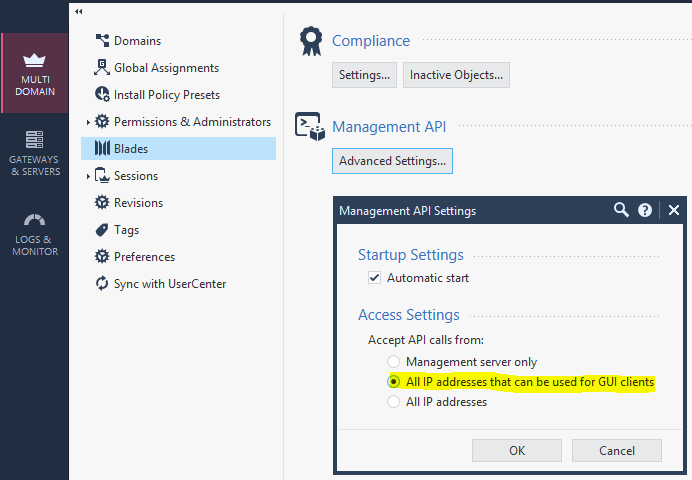 MULTI
DOMAIN
GATEWAYS
& SERVERS
LOGS &
MONITOR
Domains
Global Assignments
Install Policy Presets
Permissions & Administrators
Blades
Sessions
Revisions
Tags
Preferences
Sync with UserCenter
Compliance
Settings...
Inactive Objects...
Management API
Advanced Settings...
Management API Settings
Startup Settings
Automatic start
Access Settings
Accept API calls from:
Management server only
All IP addresses that can be used for GUI clients
All IP addresses
OK
Cancel